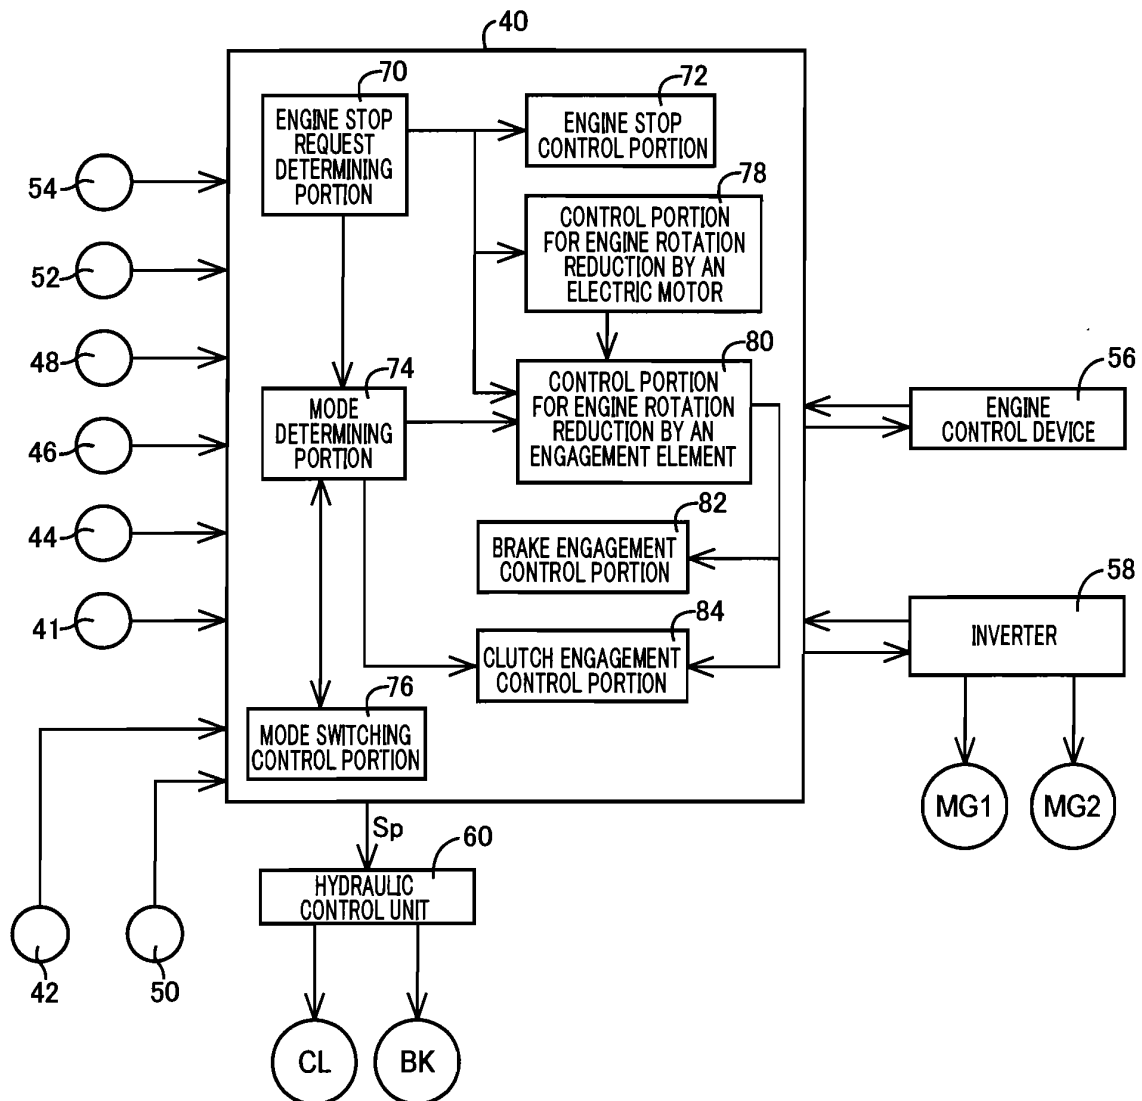 40
70
ENGINE STOP
REQUEST
DETERMINING
PORTION
72
ENGINE STOP
CONTROL PORTION
54
78
CONTROL PORTION
FOR ENGINE ROTATION
REDUCTION BY AN
ELECTRIC MOTOR
52
48
74
MODE
DETERMINING
PORTION
80
CONTROL PORTION
FOR ENGINE ROTATION
REDUCTION BY AN
ENGAGEMENT ELEMENT
56
ENGINE
CONTROL DEVICE
46
82
BRAKE ENGAGEMENT
CONTROL PORTION
44
58
INVERTER
41
84
CLUTCH ENGAGEMENT
CONTROL PORTION
76
MODE SWITCHING
CONTROL PORTION
MG1
MG2
Sp
60
HYDRAULIC
CONTROL UNIT
42
50
CL
BK